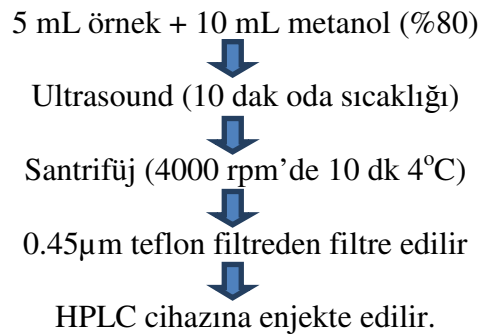 5 mL örnek + 10 mL metanol (%80)
Ultrasound (10 dak oda sıcaklığı)
Santrifüj (4000 rpm’de 10 dk 4°C)
0.45µm teflon filtreden filtre edilir
HPLC cihazına enjekte edilir.